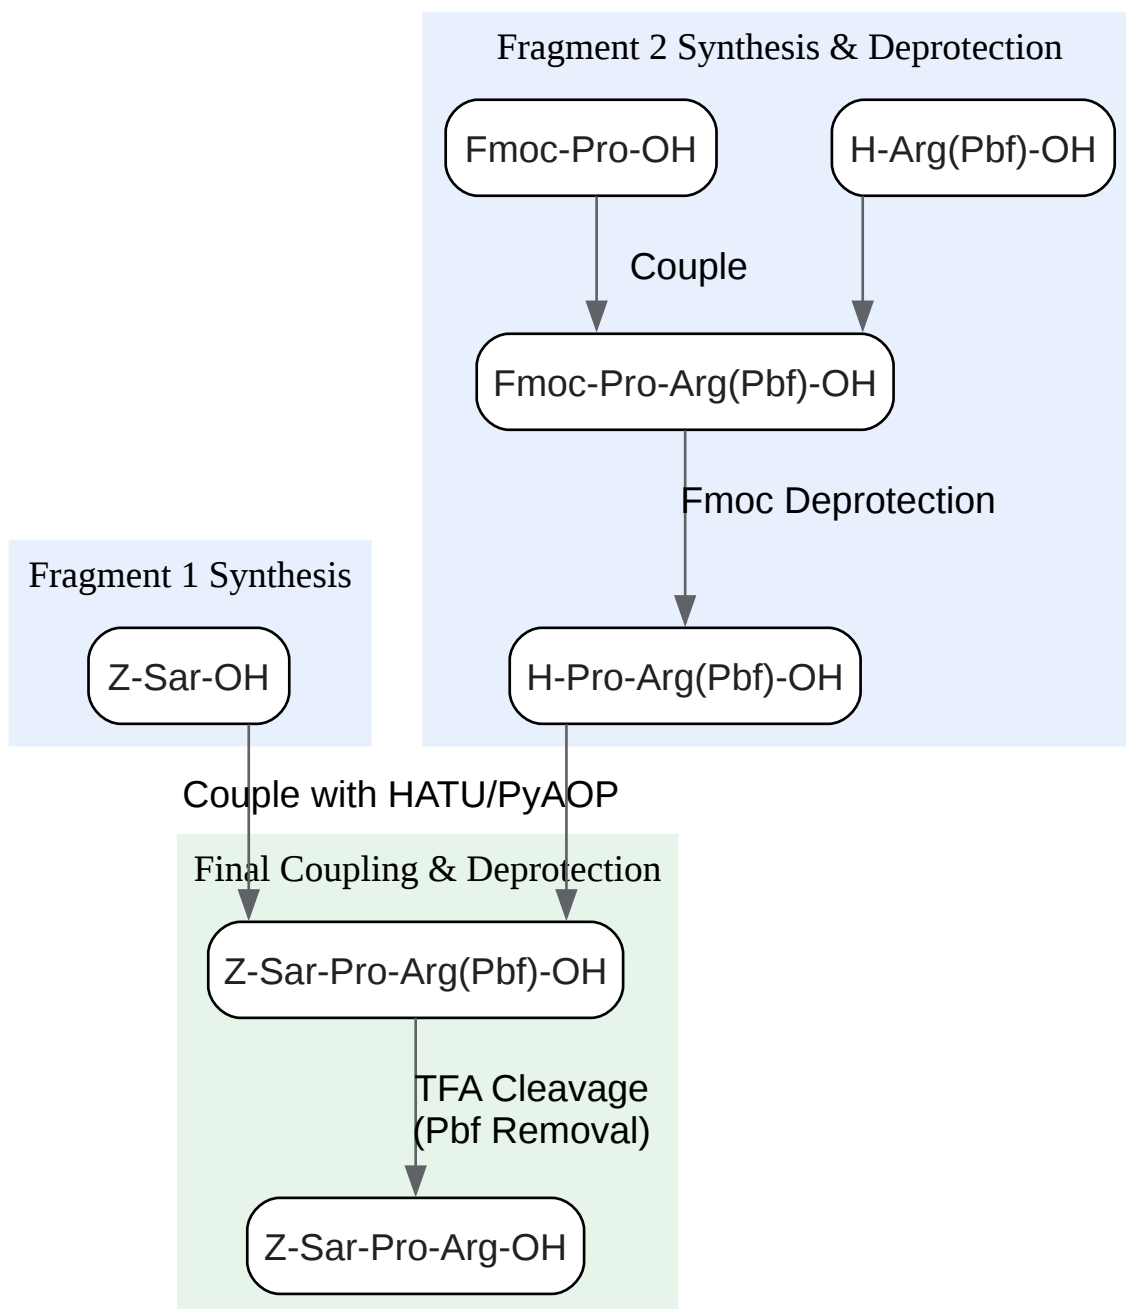 Fragment 2 Synthesis & Deprotection
Fmoc-Pro-OH
H-Arg(Pbf)-OH
Couple
Fmoc-Pro-Arg(Pbf)-OH
Fmoc Deprotection
Fragment 1 Synthesis
Z-Sar-OH
H-Pro-Arg(Pbf)-OH
Couple with HATU/PyAOP
Final Coupling & Deprotection
Z-Sar-Pro-Arg(Pbf)-OH
TFA Cleavage
(Pbf Removal)
Z-Sar-Pro-Arg-OH